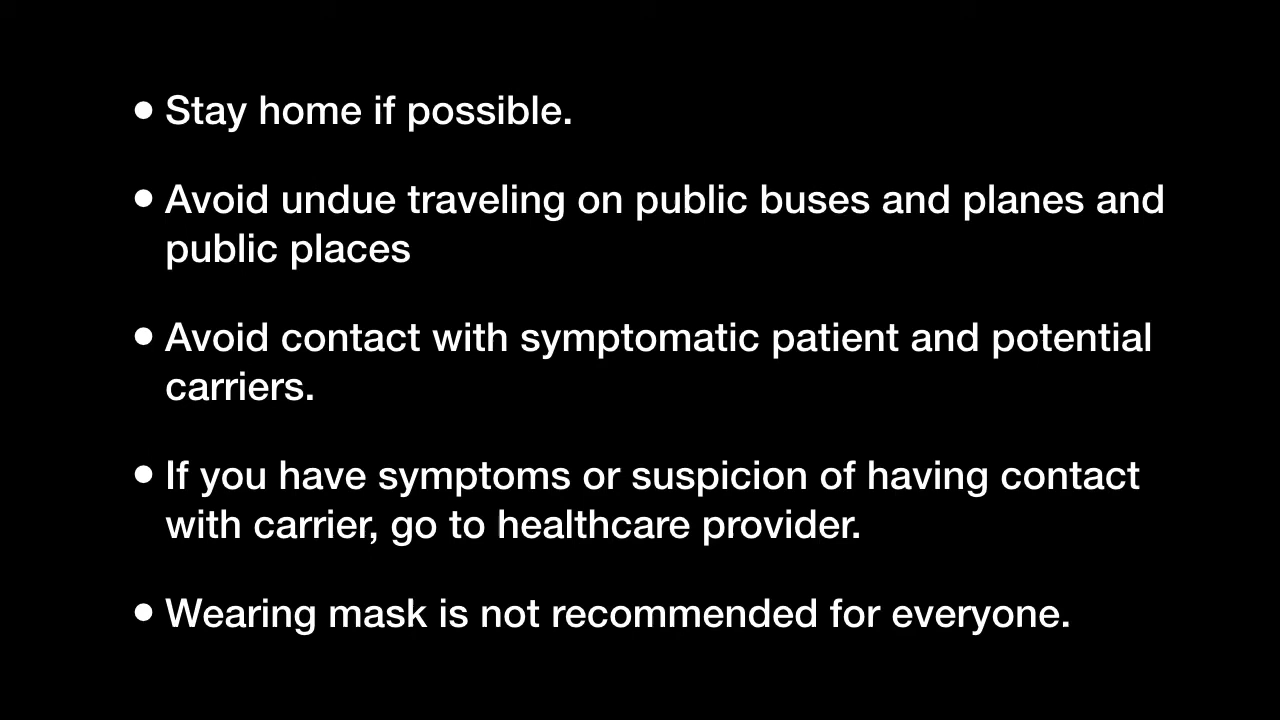 • Stay home if possible.
• Avoid undue traveling on public buses and planes and
public places
• Avoid contact with symptomatic patient and potential
carriers.
• If you have symptoms or suspicion of having contact
with carrier, go to healthcare provider.
• Wearing mask is not recommended for everyone.